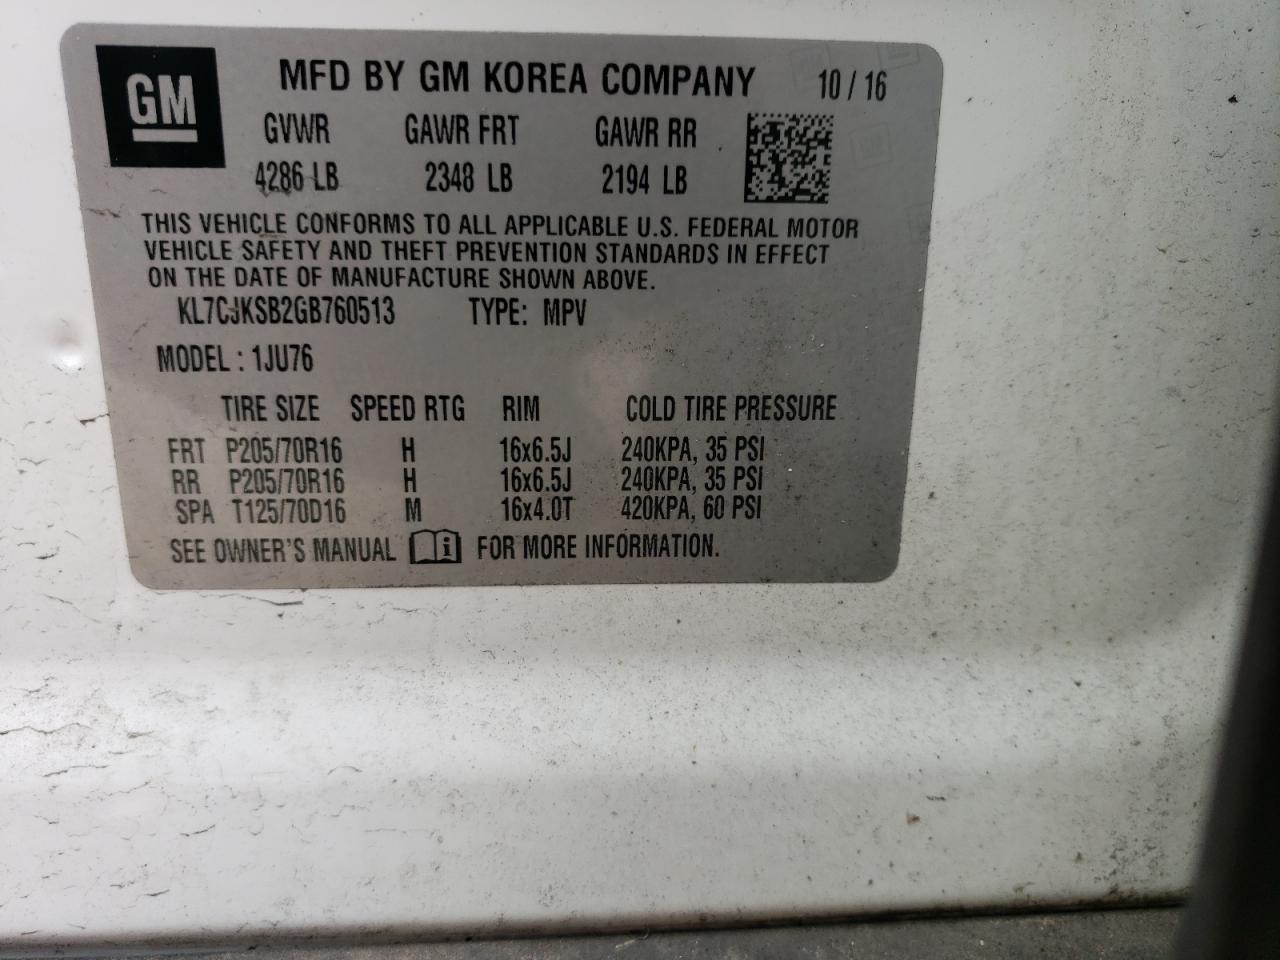 GM
MFD BY GM KOREA COMPANY 10 / 16
GVWR GAWR FRT GAWR RR
4286 LB 2348 LB 2194 LB
THIS VEHICLE CONFORMS TO ALL APPLICABLE U.S. FEDERAL MOTOR
VEHICLE SAFETY AND THEFT PREVENTION STANDARDS IN EFFECT
ON THE DATE OF MANUFACTURE SHOWN ABOVE.
KL7CJKSB2GB760513 TYPE: MPV
MODEL : 1JU76
TIRE SIZE SPEED RTG RIM COLD TIRE PRESSURE
FRT P205/70R16 H 16x6.5J 240KPA, 35 PSI
RR P205/70R16 H 16x6.5J 240KPA, 35 PSI
SPA T125/70D16 M 16x4.0T 420KPA, 60 PSI
SEE OWNER'S MANUAL i FOR MORE INFORMATION.